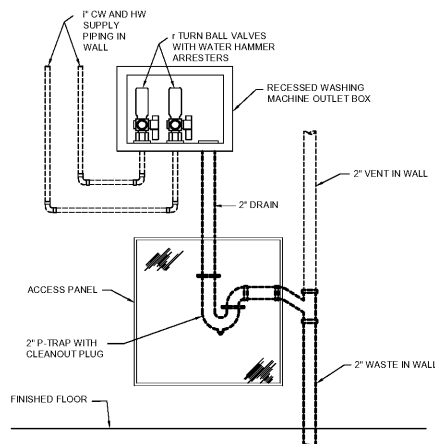 i" CW AND HW
SUPPLY
PIPING IN
WALL
r TURN BALL VALVES
WITH WATER HAMMER
ARRESTERS
RECESSED WASHING
MACHINE OUTLET BOX
2" VENT IN WALL
2" DRAIN
ACCESS PANEL
2" P-TRAP WITH
CLEANOUT PLUG
2" WASTE IN WALL
FINISHED FLOOR